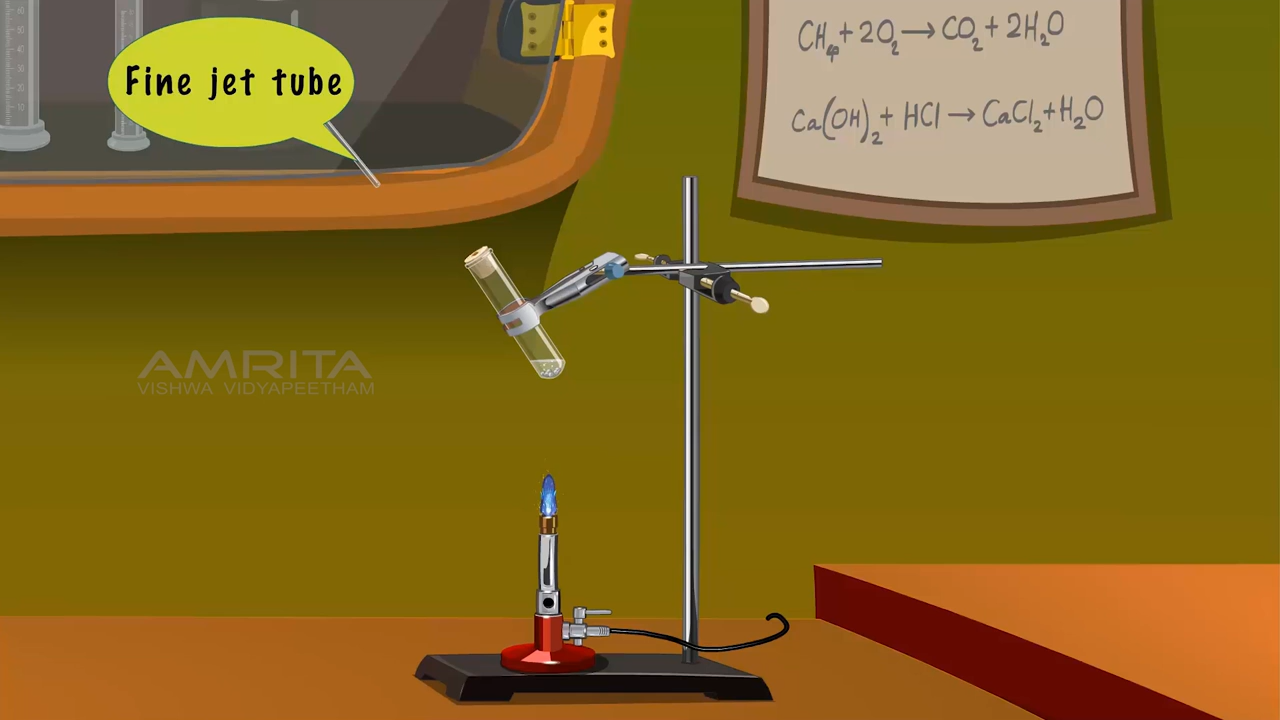 Fine jet tube
CH₄ + 2O₂ → CO₂ + 2H₂O
Ca(OH)₂ + HCl → CaCl₂ + H₂O
AMRITA
VISHWA VIDYAPEETHAM